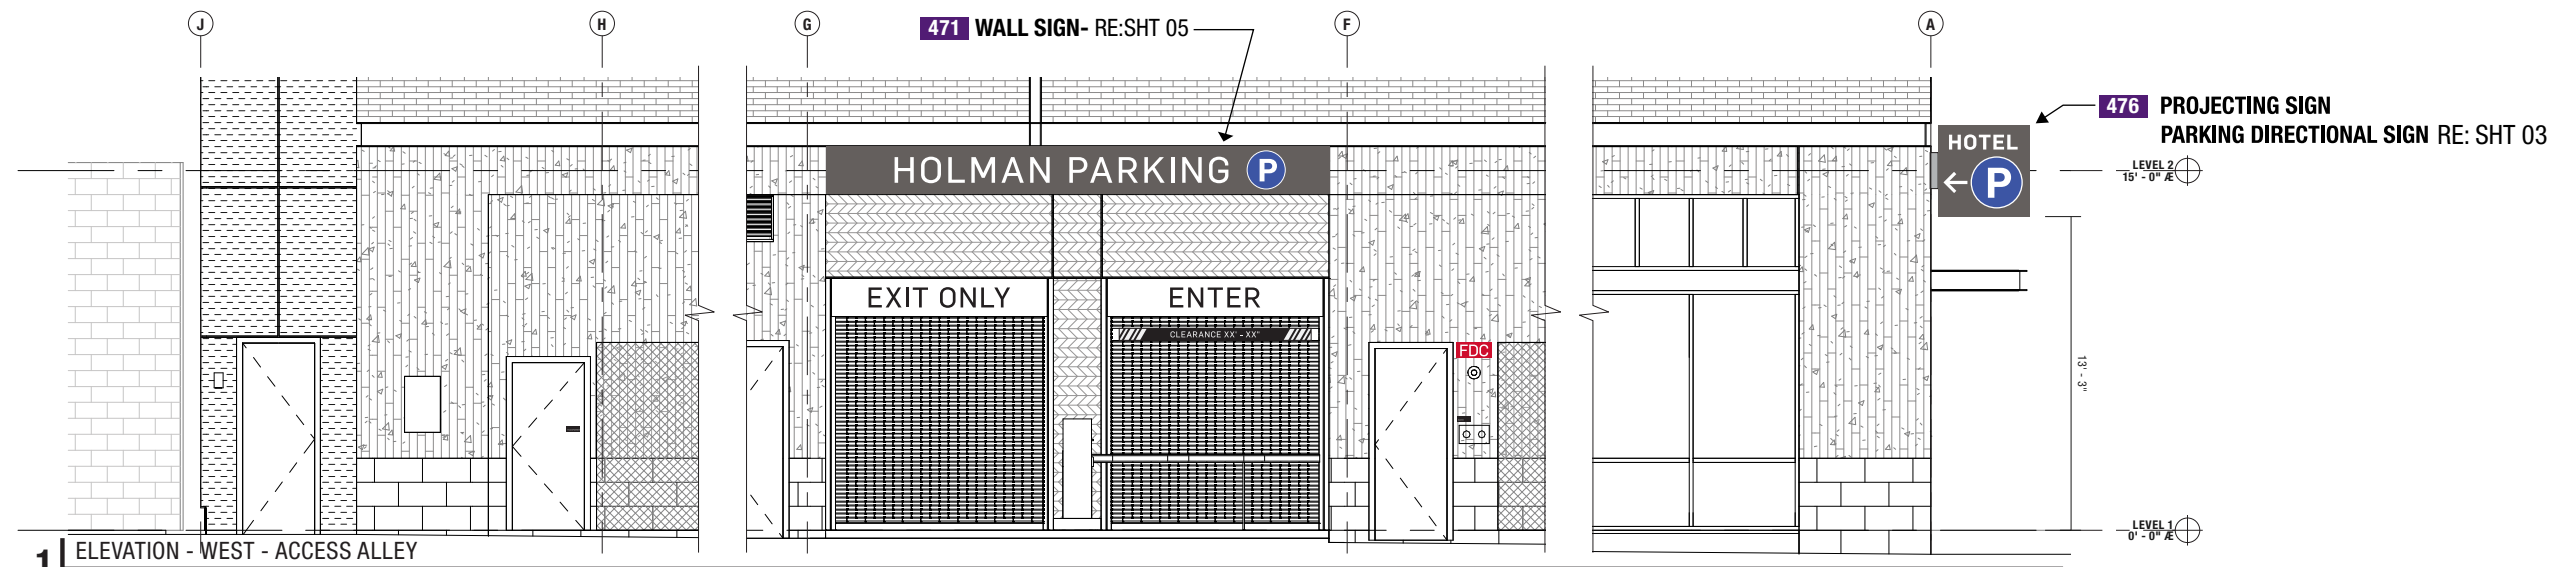 J
H
G
F
A
471 WALL SIGN- RE:SHT 05
476 PROJECTING SIGN
PARKING DIRECTIONAL SIGN RE: SHT 03
HOTEL
← P
HOLMAN PARKING P
LEVEL 2
15' - 0" Æ
EXIT ONLY
ENTER
CLEARANCE XX' - XX"
FDC
13' - 3"
LEVEL 1
0' - 0" Æ
1 ELEVATION - WEST - ACCESS ALLEY